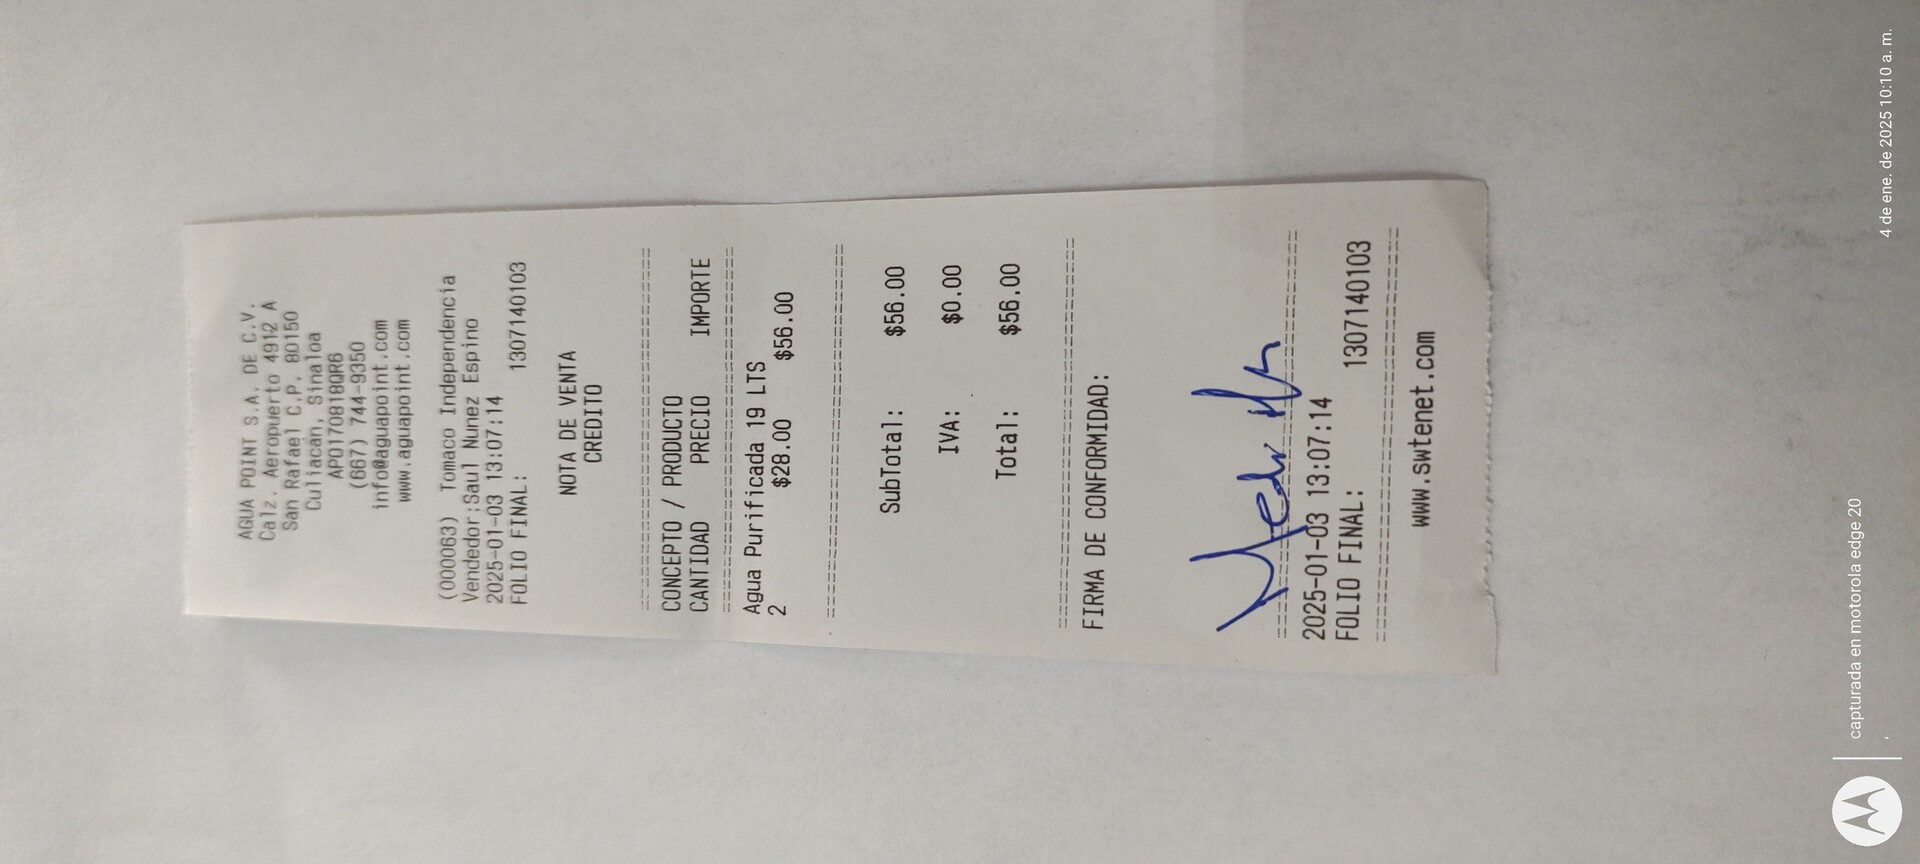 AGUA POINT S.A. DE C.V.
Calz. Aeropuerto 4912 A
San Rafael C.P. 80150
Culiacan, Sinaloa
APO170818QR6
(667) 744-9350
info@aguapoint.com
www.aguapoint.com
(000063) Tomaco Independencia
Vendedor:Saul Nunez Espino
2025-01-03 13:07:14
FOLIO FINAL: 1307140103
NOTA DE VENTA
CREDITO
CONCEPTO / PRODUCTO
CANTIDAD PRECIO IMPORTE
Agua Purificada 19 LTS
2 $28.00 $56.00
SubTotal: $56.00
IVA: $0.00
Total: $56.00
FIRMA DE CONFORMIDAD:
2025-01-03 13:07:14
FOLIO FINAL: 1307140103
www.swtenet.com
capturada en motorola edge 20
4 de ene. de 2025 10:10 a. m.